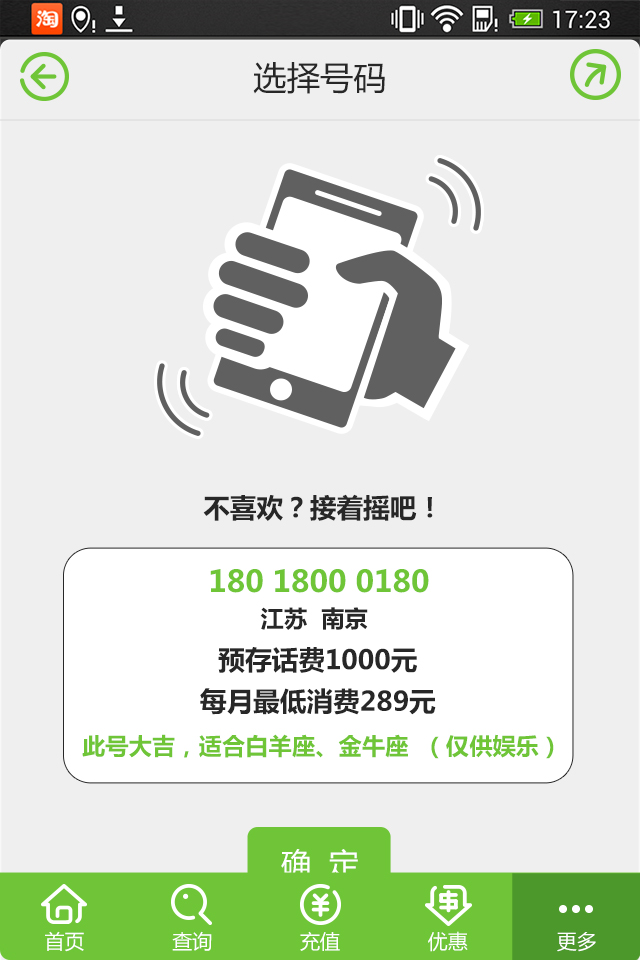 淘 17:23
选择号码
不喜欢？接着摇吧！
180 1800 0180
江苏 南京
预存话费1000元
每月最低消费289元
此号大吉，适合白羊座、金牛座 （仅供娱乐）
确 定
首页 查询 充值 优惠 更多